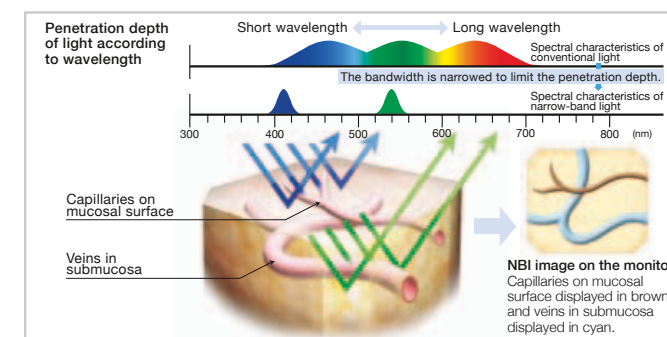 Penetration depth
of light according
to wavelength
Short wavelength
Long wavelength
Spectral characteristics of
conventional light
The bandwidth is narrowed to limit the penetration depth.
Spectral characteristics of
narrow-band light
300 400 500 600 700 800 (nm)
Capillaries on
mucosal surface
Veins in
submucosa
NBI image on the monito
Capillaries on mucosal
surface displayed in brown
and veins in submucosa
displayed in cyan.